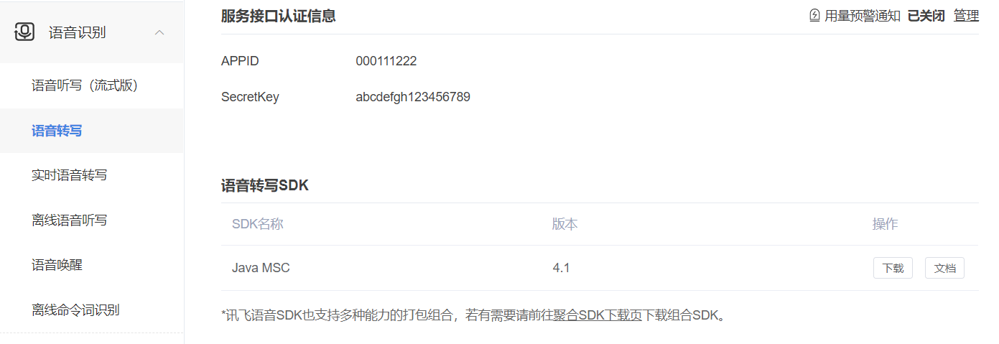 语音识别
语音听写（流式版）
语音转写
实时语音转写
离线语音听写
语音唤醒
离线命令词识别
服务接口认证信息
用量预警通知 已关闭 管理
APPID 000111222
SecretKey abcdefgh123456789
语音转写SDK
SDK名称 版本 操作
Java MSC 4.1 下载 文档
*讯飞语音SDK也支持多种能力的打包组合，若有需要请前往聚合SDK下载页下载组合SDK。